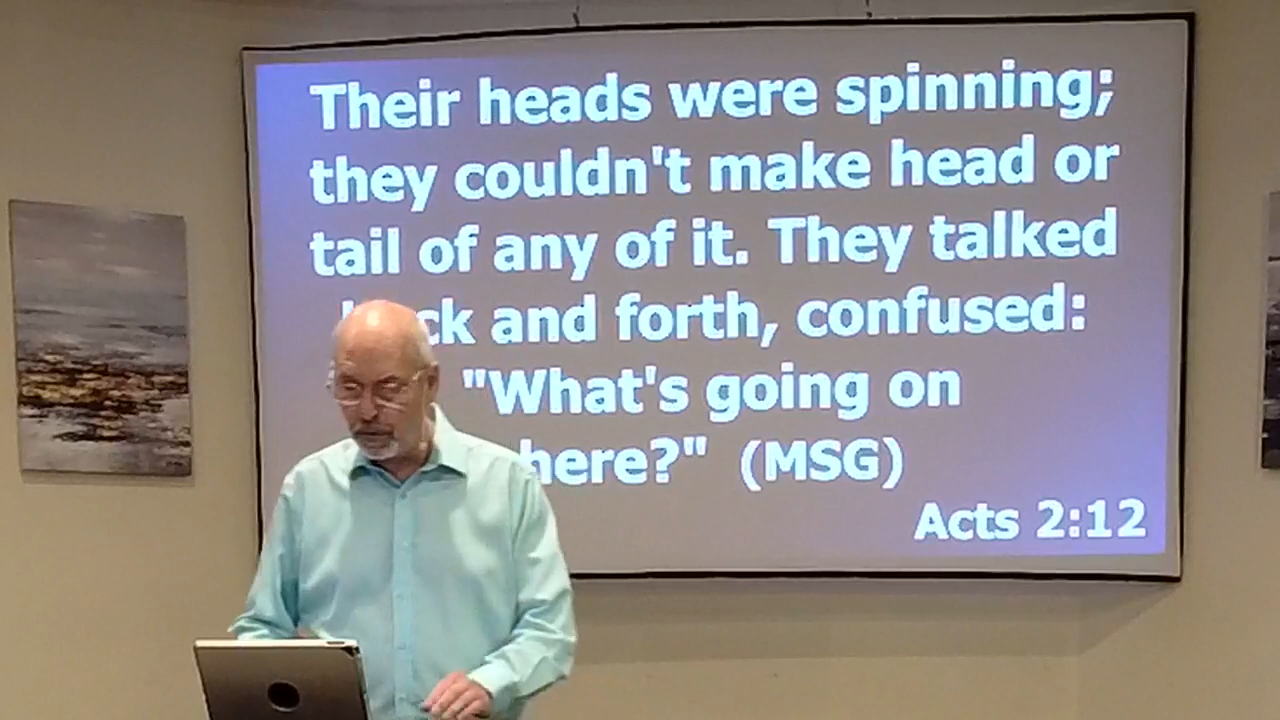 Their heads were spinning;
they couldn't make head or
tail of any of it. They talked
back and forth, confused:
"What's going on
here?" (MSG)
Acts 2:12